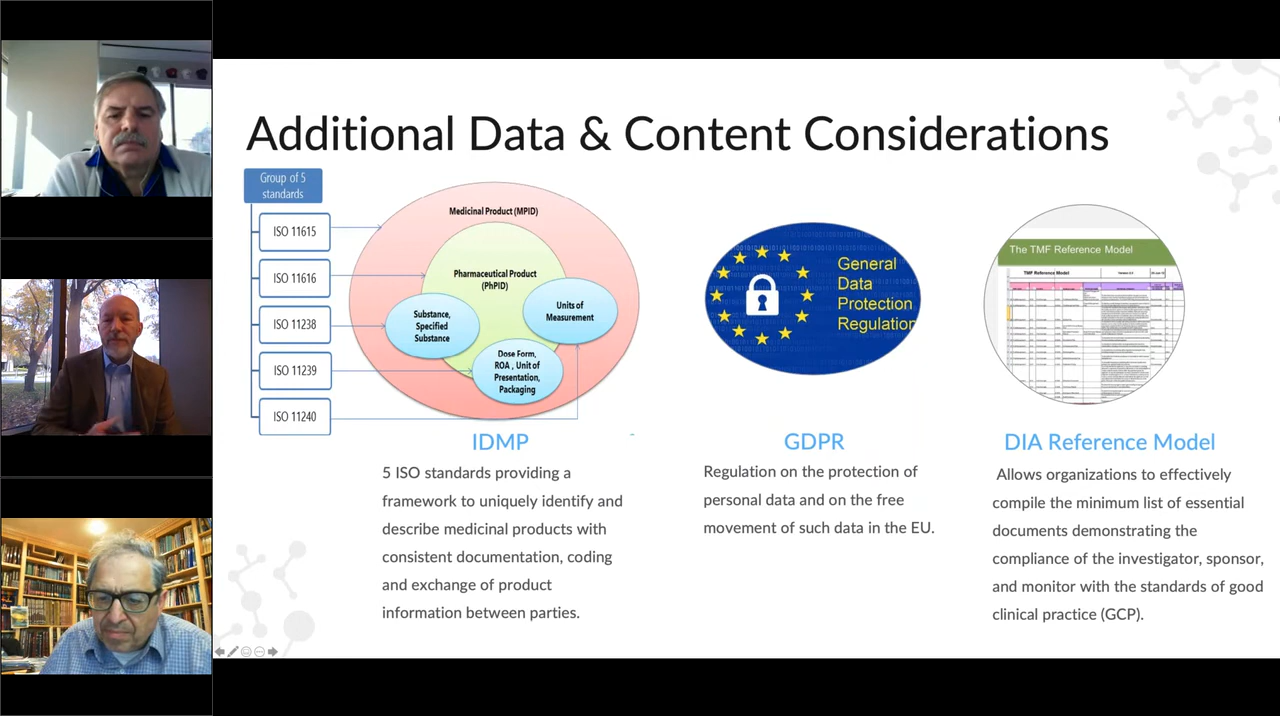 Additional Data & Content Considerations
Group of 5
standards
ISO 11615
ISO 11616
ISO 11238
ISO 11239
ISO 11240
Medicinal Product (MPID)
Pharmaceutical Product
(PhPID)
Substance,
Specified
Substance
Units of
Measurement
Dose Form,
ROA , Unit of
Presentation,
Packaging
IDMP
5 ISO standards providing a
framework to uniquely identify and
describe medicinal products with
consistent documentation, coding
and exchange of product
information between parties.
General
Data
Protection
Regulation
GDPR
Regulation on the protection of
personal data and on the free
movement of such data in the EU.
The TMF Reference Model
TMF Reference Model
DIA Reference Model
Allows organizations to effectively
compile the minimum list of essential
documents demonstrating the
compliance of the investigator, sponsor,
and monitor with the standards of good
clinical practice (GCP).